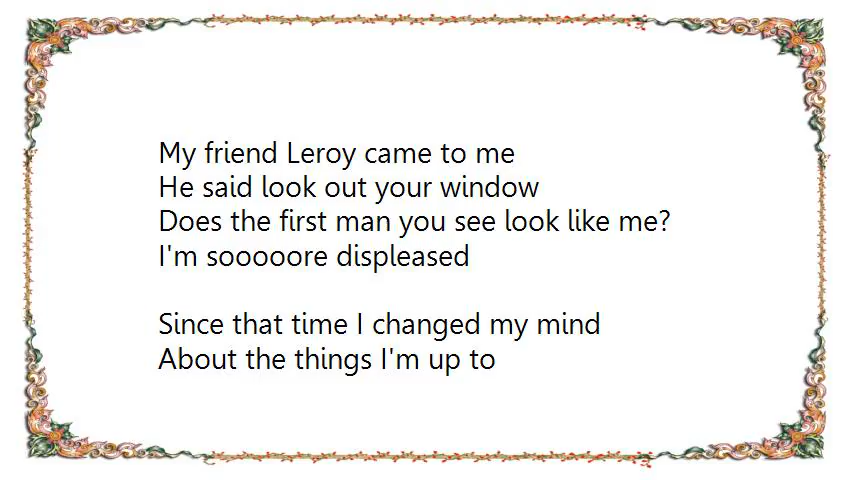 My friend Leroy came to me
He said look out your window
Does the first man you see look like me?
I'm sooooore displeased
Since that time I changed my mind
About the things I'm up to